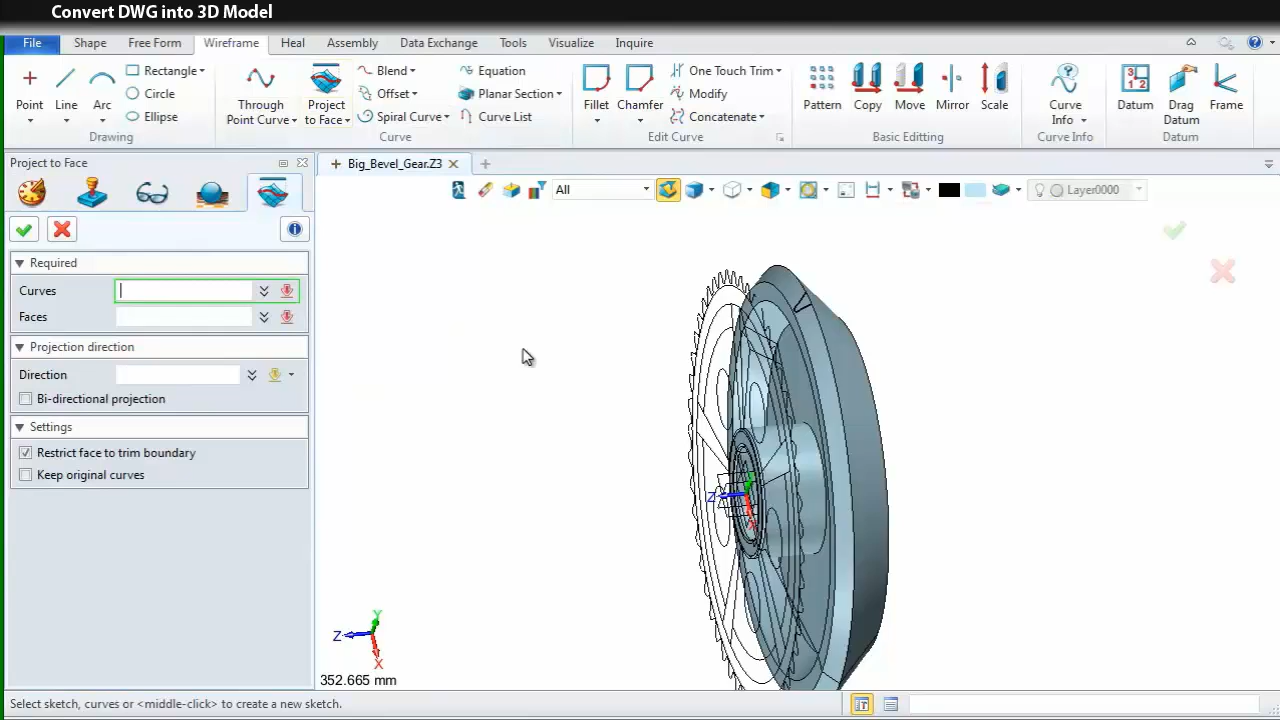 Convert DWG into 3D Model
File Shape Free Form Wireframe Heal Assembly Data Exchange Tools Visualize Inquire
Point Line Arc Rectangle Circle Ellipse
Drawing
Through Point Curve Project to Face Blend Offset Spiral Curve Equation Planar Section Curve List
Curve
Fillet Chamfer One Touch Trim Modify Concatenate
Edit Curve
Pattern Copy Move Mirror Scale
Basic Editing
Curve Info
Curve Info
Datum Drag Datum Frame
Datum
Project to Face
Big_Bevel_Gear.Z3
All
Layer0000
Required
Curves
Faces
Projection direction
Direction
Bi-directional projection
Settings
Restrict face to trim boundary
Keep original curves
Z
X
Y
Z
X
352.665 mm
Select sketch, curves or <middle-click> to create a new sketch.